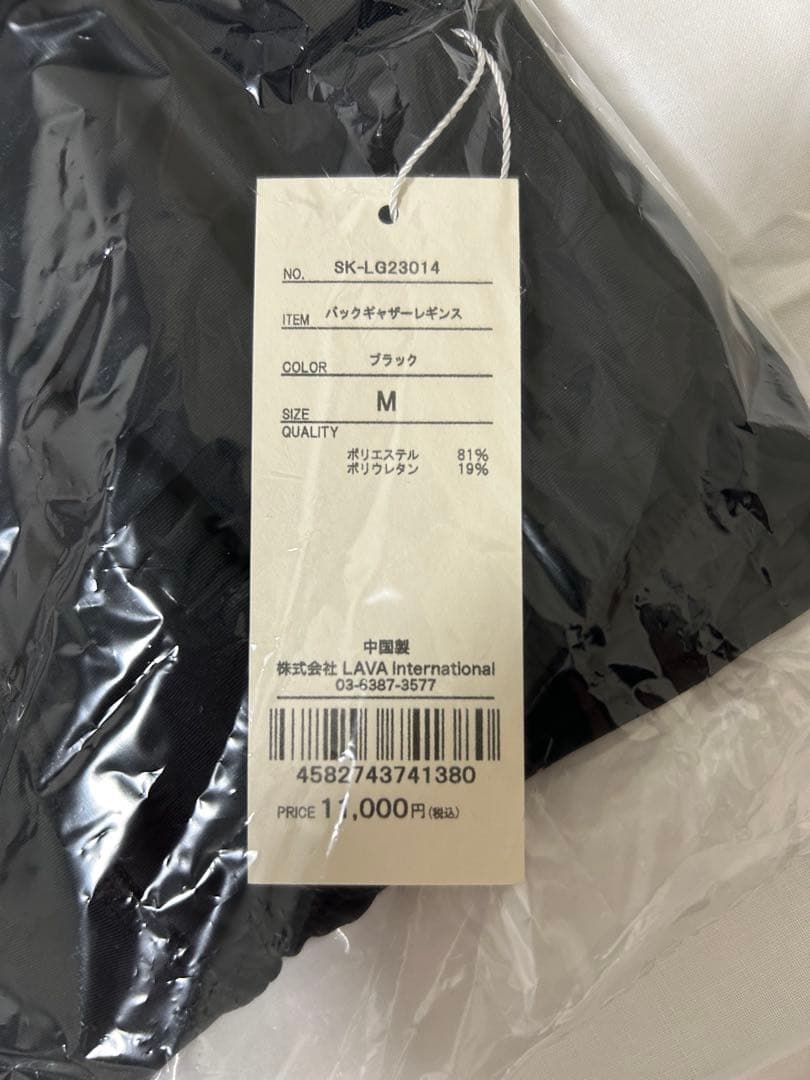 NO. SK-LG23014
ITEM バックギャザーレギンス
COLOR ブラック
SIZE M
QUALITY
ポリエステル 81%
ポリウレタン 19%
中国製
株式会社 LAVA International
03-6387-3577
4582743741380
PRICE 11,000円(税込)